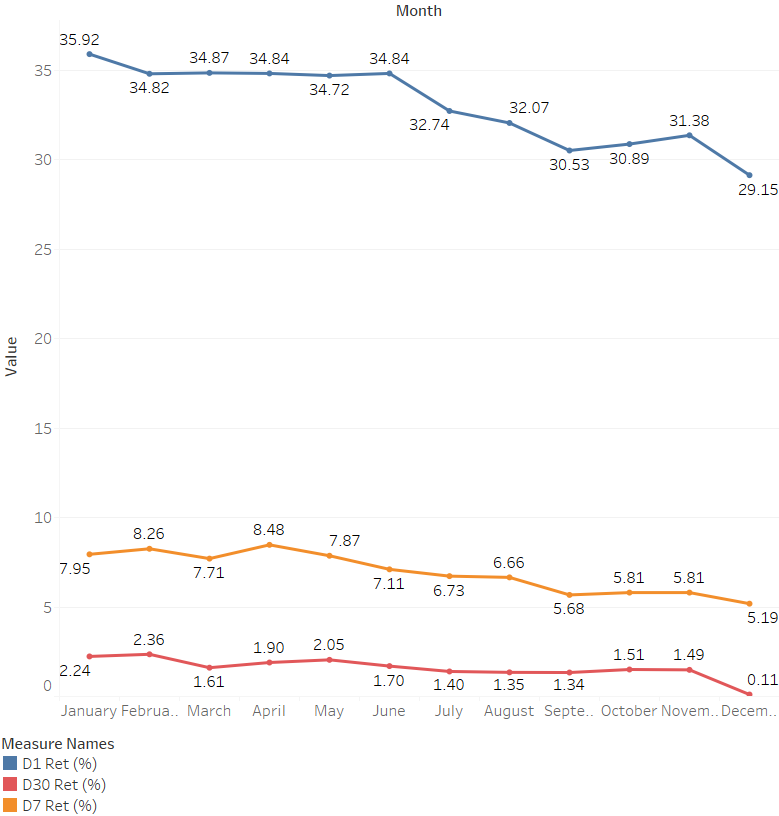 Month
35.92 34.82 34.87 34.84 34.72 34.84 32.74 32.07 30.53 30.89 31.38 29.15
35
30
25
20
15
10
5
0
Value
7.95 8.26 7.71 8.48 7.87 7.11 6.73 6.66 5.68 5.81 5.81 5.19
2.24 2.36 1.61 1.90 2.05 1.70 1.40 1.35 1.34 1.51 1.49 0.11
January Februa.. March April May June July August Septe.. October Novem.. Decem..
Measure Names
D1 Ret (%)
D30 Ret (%)
D7 Ret (%)